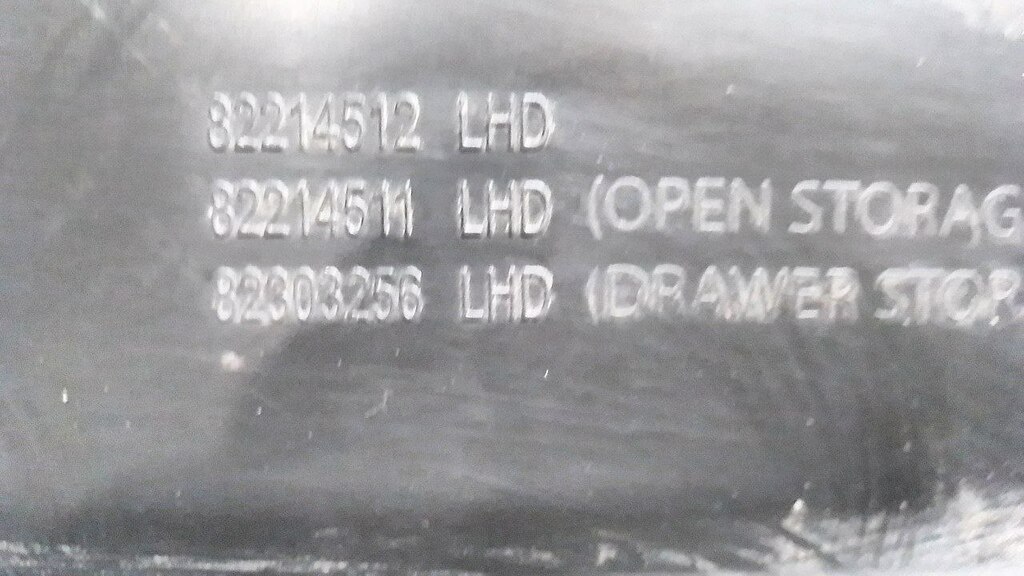 82214512 LHD
82214511 LHD (OPEN STORAG
82303256 LHD (DRAWER STOR